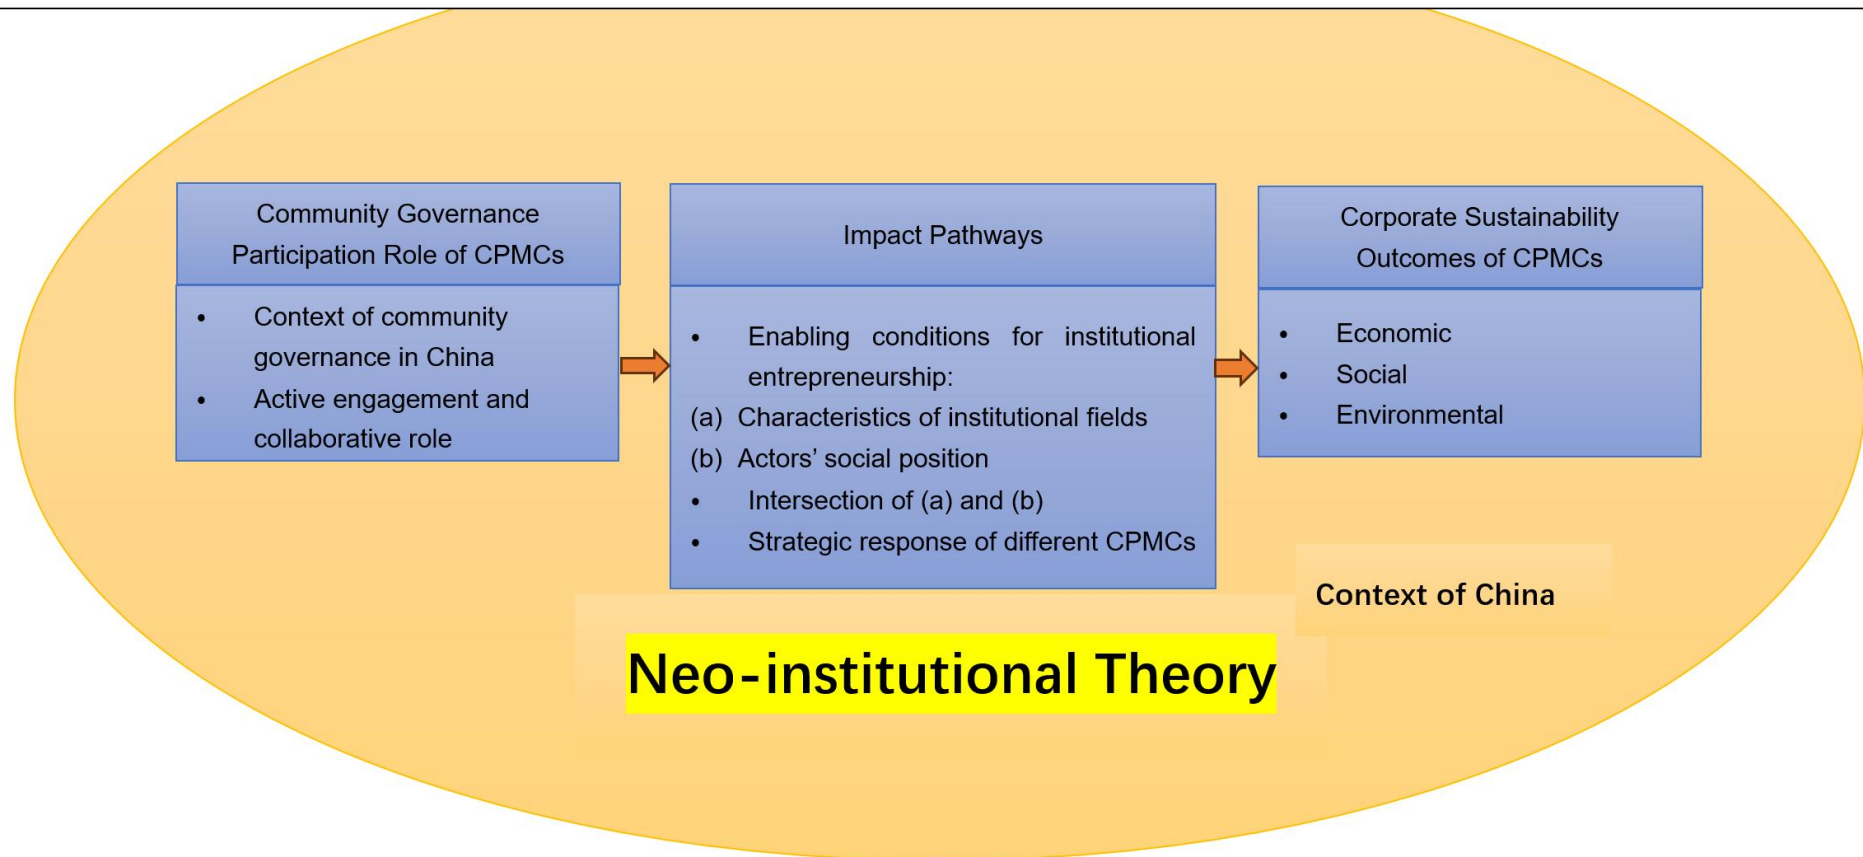 Community Governance
Participation Role of CPMCs
• Context of community
governance in China
• Active engagement and
collaborative role
Impact Pathways
• Enabling conditions for institutional
entrepreneurship:
(a) Characteristics of institutional fields
(b) Actors’ social position
• Intersection of (a) and (b)
• Strategic response of different CPMCs
Corporate Sustainability
Outcomes of CPMCs
• Economic
• Social
• Environmental
Context of China
Neo-institutional Theory